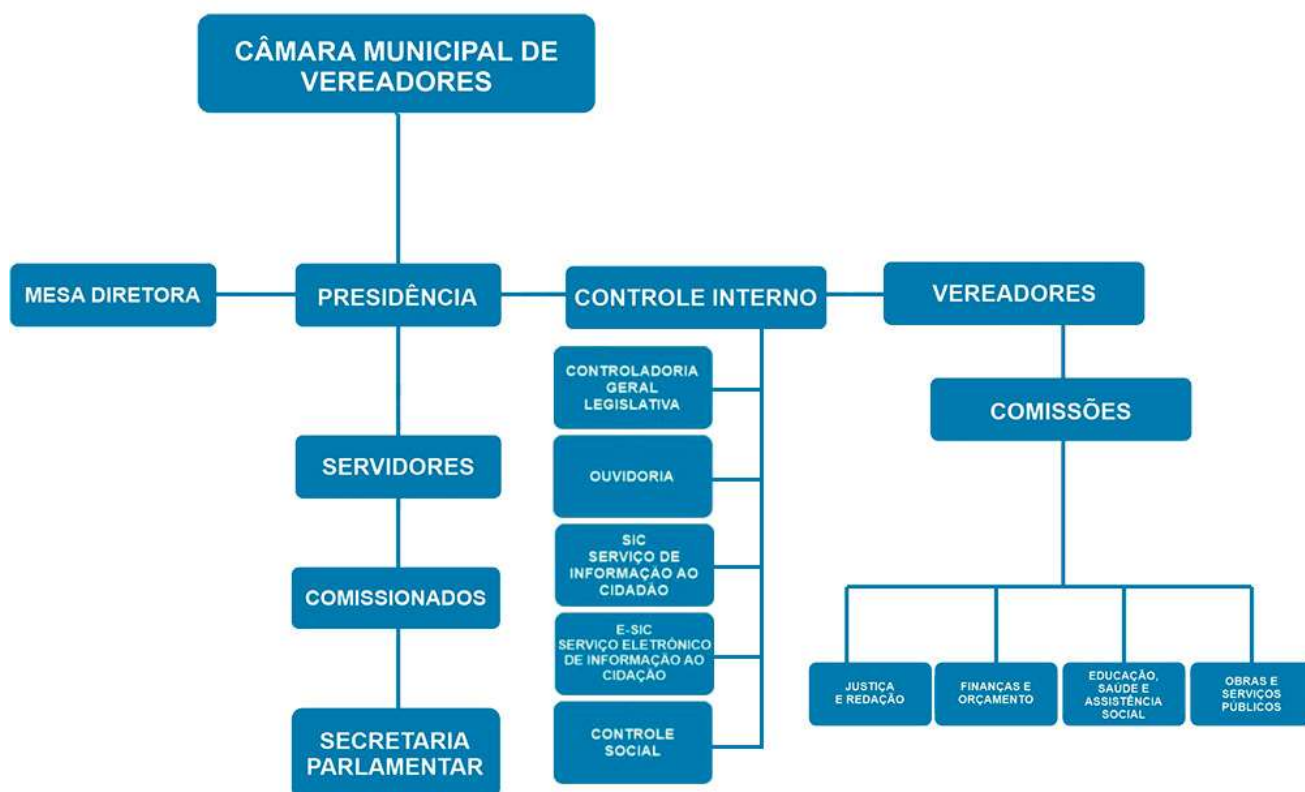 CÂMARA MUNICIPAL DE
VEREADORES
MESA DIRETORA
PRESIDÊNCIA
CONTROLE INTERNO
VEREADORES
SERVIDORES
COMISSIONADOS
SECRETARIA
PARLAMENTAR
CONTROLADORIA
GERAL
LEGISLATIVA
OUVIDORIA
SIC
SERVIÇO DE
INFORMAÇÃO AO
CIDADÃO
E-SIC
SERVIÇO ELETRÔNICO
DE INFORMAÇÃO AO
CIDAÇÃO
CONTROLE
SOCIAL
COMISSÕES
JUSTIÇA
E REDAÇÃO
FINANÇAS E
ORÇAMENTO
EDUCAÇÃO,
SAÚDE E
ASSISTÊNCIA
SOCIAL
OBRAS E
SERVIÇOS
PÚBLICOS